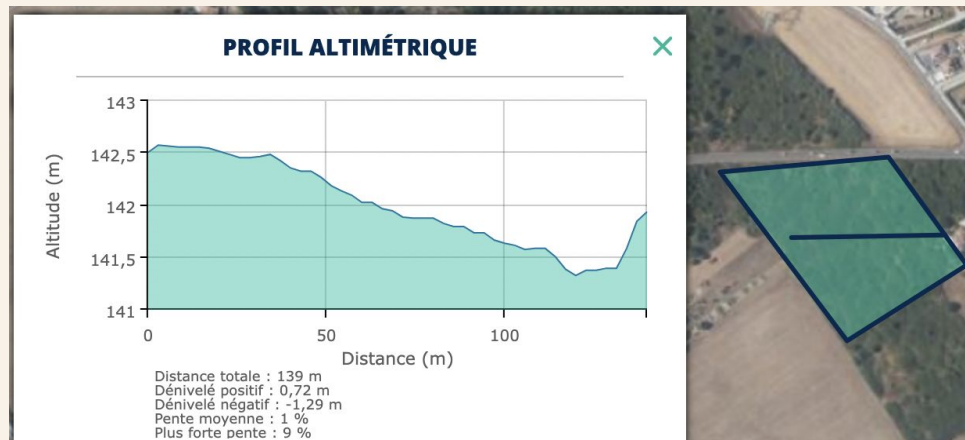 PROFIL ALTIMÉTRIQUE
Altitude (m)
143
142,5
142
141,5
141
0 50 100
Distance (m)
Distance totale : 139 m
Dénivelé positif : 0,72 m
Dénivelé négatif : -1,29 m
Pente moyenne : 1 %
Plus forte pente : 9 %